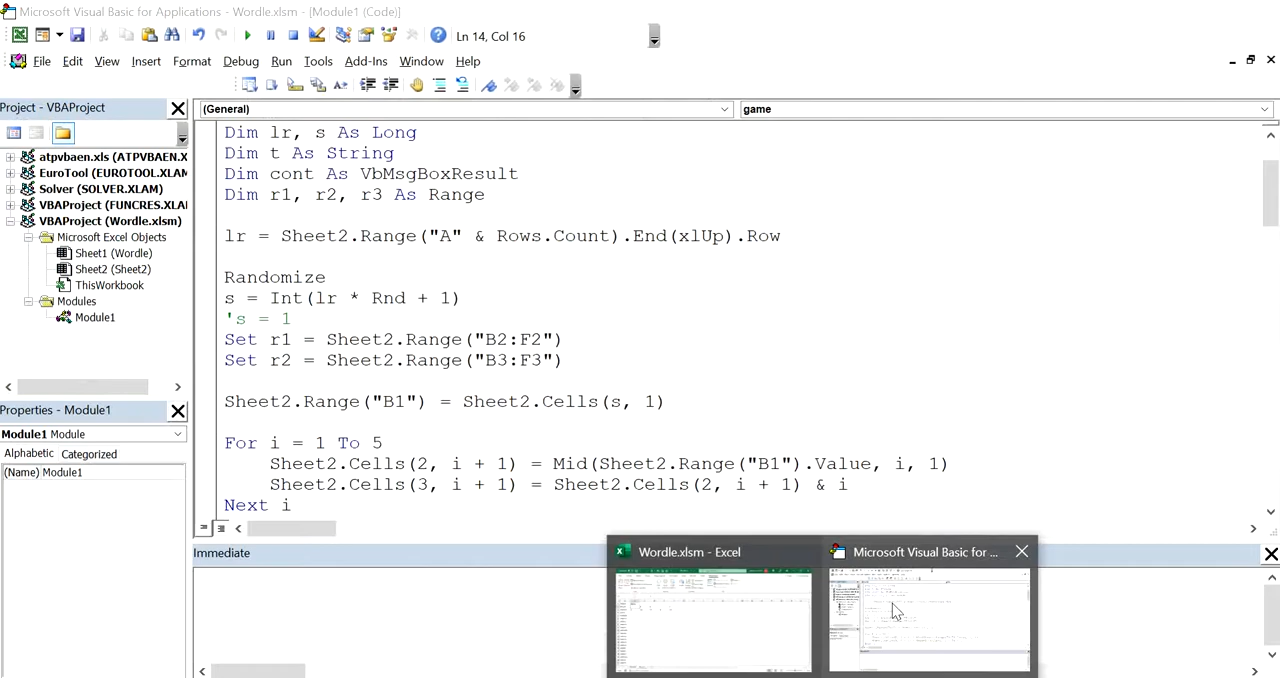 Microsoft Visual Basic for Applications - Wordle.xlsm - [Module1 (Code)]
Ln 14, Col 16
File Edit View Insert Format Debug Run Tools Add-Ins Window Help
Project - VBAProject
(General)
game
atpvbaen.xls (ATPVBAEN.X
EuroTool (EUROTOOL.XLAM
Solver (SOLVER.XLAM)
VBAProject (FUNCRES.XLAI
VBAProject (Wordle.xlsm)
Microsoft Excel Objects
Sheet1 (Wordle)
Sheet2 (Sheet2)
ThisWorkbook
Modules
Module1
Properties - Module1
Module1 Module
Alphabetic Categorized
(Name) Module1
Dim lr, s As Long
Dim t As String
Dim cont As VbMsgBoxResult
Dim r1, r2, r3 As Range
lr = Sheet2.Range("A" & Rows.Count).End(xlUp).Row
Randomize
s = Int(lr * Rnd + 1)
's = 1
Set r1 = Sheet2.Range("B2:F2")
Set r2 = Sheet2.Range("B3:F3")
Sheet2.Range("B1") = Sheet2.Cells(s, 1)
For i = 1 To 5
Sheet2.Cells(2, i + 1) = Mid(Sheet2.Range("B1").Value, i, 1)
Sheet2.Cells(3, i + 1) = Sheet2.Cells(2, i + 1) & i
Next i
Immediate
Wordle.xlsm - Excel
Microsoft Visual Basic for ...